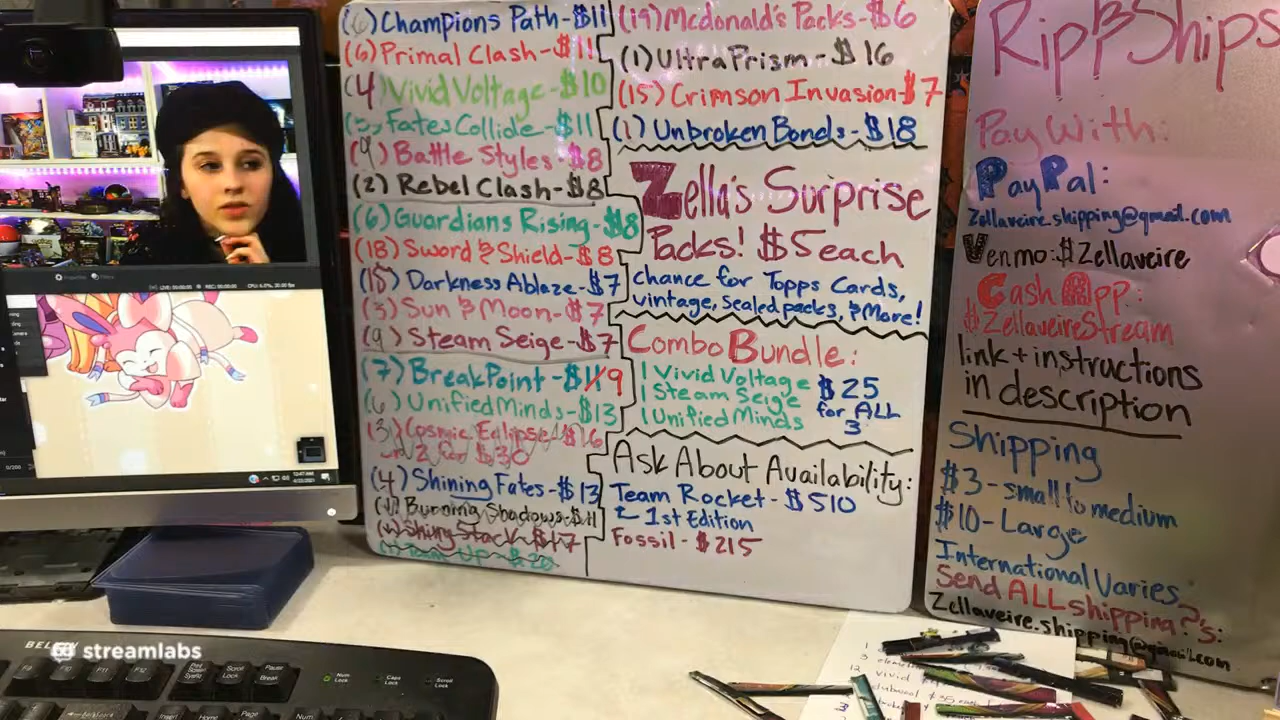 (6) Champions Path-$11
(6) Primal Clash-$11
(4) Vivid Voltage-$10
Fates Collide-$11
(9) Battle Styles-$8
(2) Rebel Clash-$8
(6) Guardians Rising-$8
(18) Sword & Shield-$8
(15) Darkness Ablaze-$7
(3) Sun & Moon-$7
(9) Steam Seige-$7
(7) BreakPoint-$11/9
(6) Unified Minds-$13
(3) Cosmic Eclipse-$16
2 for $30
(4) Shining Fates-$13
Burning Shadows-$11
Shiny Stack-$17
Team Up-$20
(19) Mcdonald's Packs-$6
(1) Ultra Prism-$16
(15) Crimson Invasion-$7
(1) Unbroken Bonds-$18
Zella's Surprise
Packs! $5 each
chance for Topps Cards,
vintage, sealed packs, & More!
Combo Bundle:
1 Vivid Voltage
1 Steam Seige
1 Unified Minds
$25
for ALL
3
Ask About Availability:
Team Rocket-$510
1st Edition
Fossil-$215
Rip & Ships
Pay With:
PayPal:
Zellaveire.shipping@gmail.com
Venmo:$Zellaveire
Cash App:
$ZellaveireStream
link + instructions
in description
Shipping
$3-small to medium
$10-Large
International Varies
Send ALL shipping ?'s:
Zellaveire.shipping@gmail.com
streamlabs